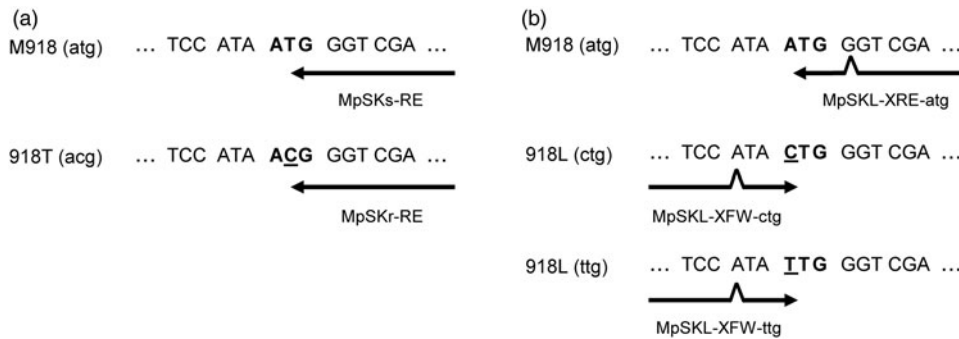 (a)
M918 (atg) ... TCC ATA ATG GGT CGA ...
MpSKs-RE
918T (acg) ... TCC ATA ACG GGT CGA ...
MpSKr-RE
(b)
M918 (atg) ... TCC ATA ATG GGT CGA ...
MpSKL-XRE-atg
918L (ctg) ... TCC ATA CTG GGT CGA ...
MpSKL-XFW-ctg
918L (ttg) ... TCC ATA TTG GGT CGA ...
MpSKL-XFW-ttg